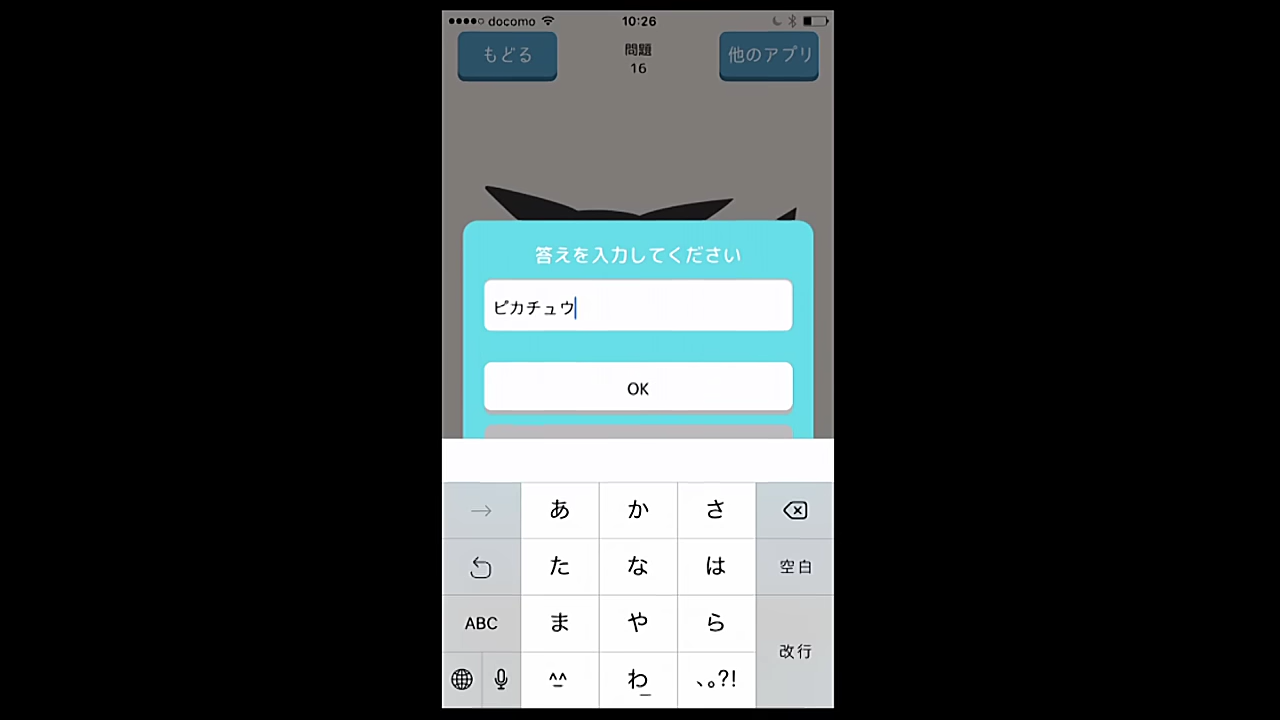 docomo 10:26
もどる
問題
16
他のアプリ
答えを入力してください
ピカチュウ
OK
→ あ か さ
た な は 空白
ABC ま や ら 改行
^^ わ_ 、。?!